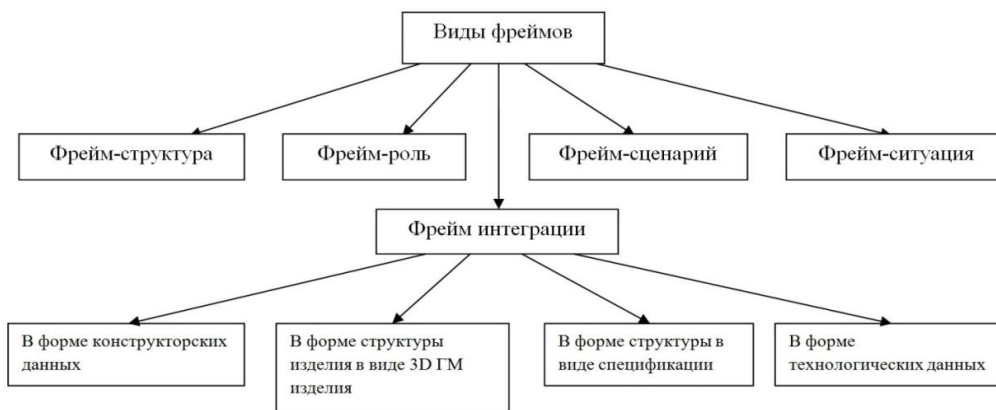 Виды фреймов
Фрейм-структура
Фрейм-роль
Фрейм-сценарий
Фрейм-ситуация
Фрейм интеграции
В форме конструкторских
данных
В форме структуры
изделия в виде 3D ГМ
изделия
В форме структуры в
виде спецификации
В форме
технологических данных